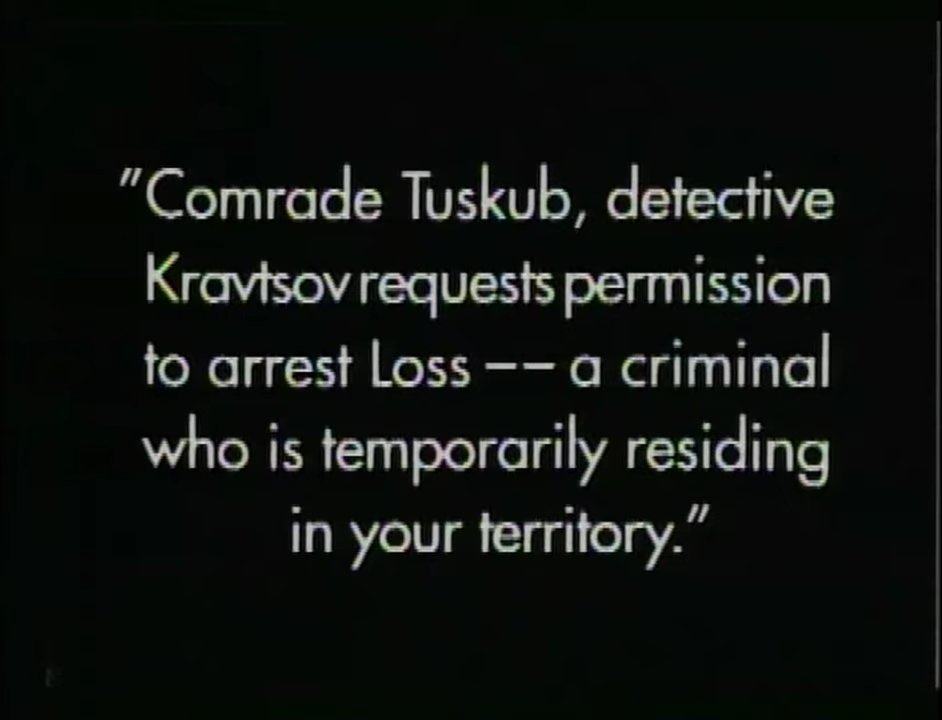 "Comrade Tuskub, detective
Kravtsov requests permission
to arrest Loss -- a criminal
who is temporarily residing
in your territory."